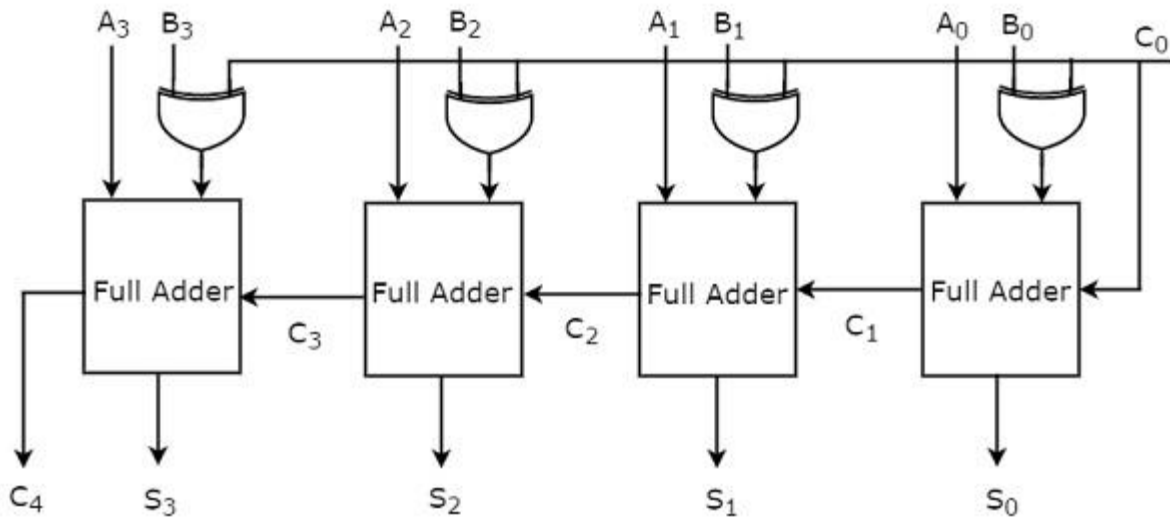 A₃ B₃ A₂ B₂ A₁ B₁ A₀ B₀ C₀
Full Adder Full Adder Full Adder Full Adder
C₃ C₂ C₁
C₄ S₃ S₂ S₁ S₀